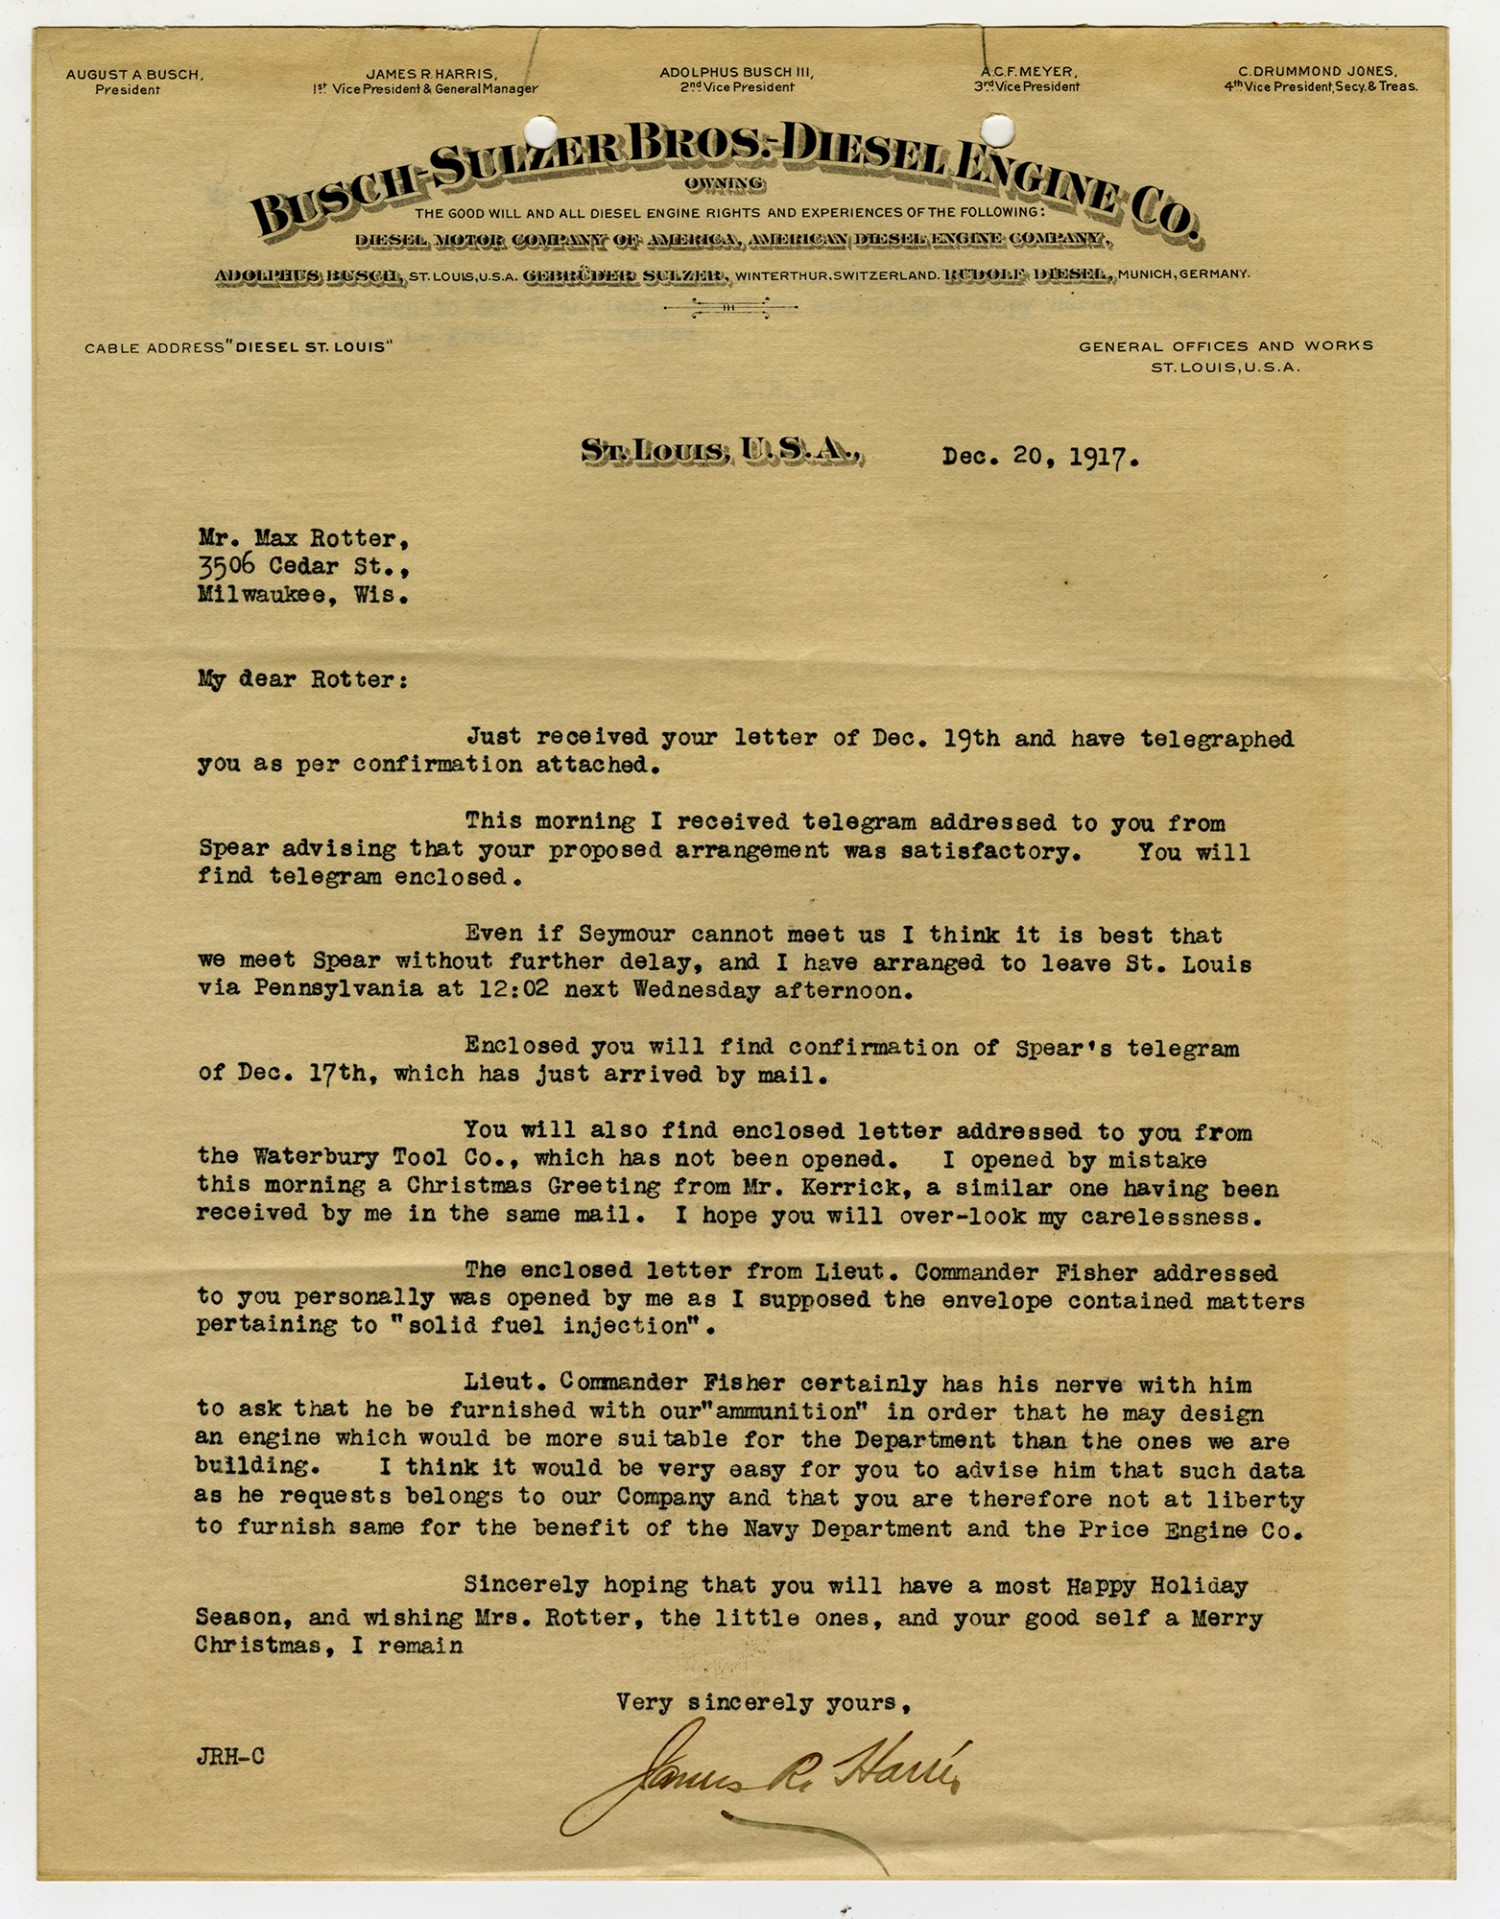 AUGUST A BUSCH,
President
JAMES R. HARRIS,
1st Vice President & General Manager
ADOLPHUS BUSCH III,
2nd Vice President
A.C.F. MEYER,
3rd Vice President
C. DRUMMOND JONES,
4th Vice President, Secy. & Treas.
BUSCH-SULZER BROS.-DIESEL ENGINE CO.
OWNING
THE GOOD WILL AND ALL DIESEL ENGINE RIGHTS AND EXPERIENCES OF THE FOLLOWING:
DIESEL MOTOR COMPANY OF AMERICA, AMERICAN DIESEL ENGINE COMPANY,
ADOLPHUS BUSCH, ST. LOUIS, U.S.A. GEBRÜDER SULZER, WINTERTHUR, SWITZERLAND. RUDOLF DIESEL, MUNICH, GERMANY.
CABLE ADDRESS "DIESEL ST. LOUIS"
GENERAL OFFICES AND WORKS
ST. LOUIS, U.S.A.
ST. LOUIS, U.S.A., Dec. 20, 1917.
Mr. Max Rotter,
3506 Cedar St.,
Milwaukee, Wis.
My dear Rotter:
Just received your letter of Dec. 19th and have telegraphed
you as per confirmation attached.
This morning I received telegram addressed to you from
Spear advising that your proposed arrangement was satisfactory. You will
find telegram enclosed.
Even if Seymour cannot meet us I think it is best that
we meet Spear without further delay, and I have arranged to leave St. Louis
via Pennsylvania at 12:02 next Wednesday afternoon.
Enclosed you will find confirmation of Spear's telegram
of Dec. 17th, which has just arrived by mail.
You will also find enclosed letter addressed to you from
the Waterbury Tool Co., which has not been opened. I opened by mistake
this morning a Christmas Greeting from Mr. Kerrick, a similar one having been
received by me in the same mail. I hope you will over-look my carelessness.
The enclosed letter from Lieut. Commander Fisher addressed
to you personally was opened by me as I supposed the envelope contained matters
pertaining to "solid fuel injection".
Lieut. Commander Fisher certainly has his nerve with him
to ask that he be furnished with our"ammunition" in order that he may design
an engine which would be more suitable for the Department than the ones we are
building. I think it would be very easy for you to advise him that such data
as he requests belongs to our Company and that you are therefore not at liberty
to furnish same for the benefit of the Navy Department and the Price Engine Co.
Sincerely hoping that you will have a most Happy Holiday
Season, and wishing Mrs. Rotter, the little ones, and your good self a Merry
Christmas, I remain
Very sincerely yours,
JRH-C
James R. Harris